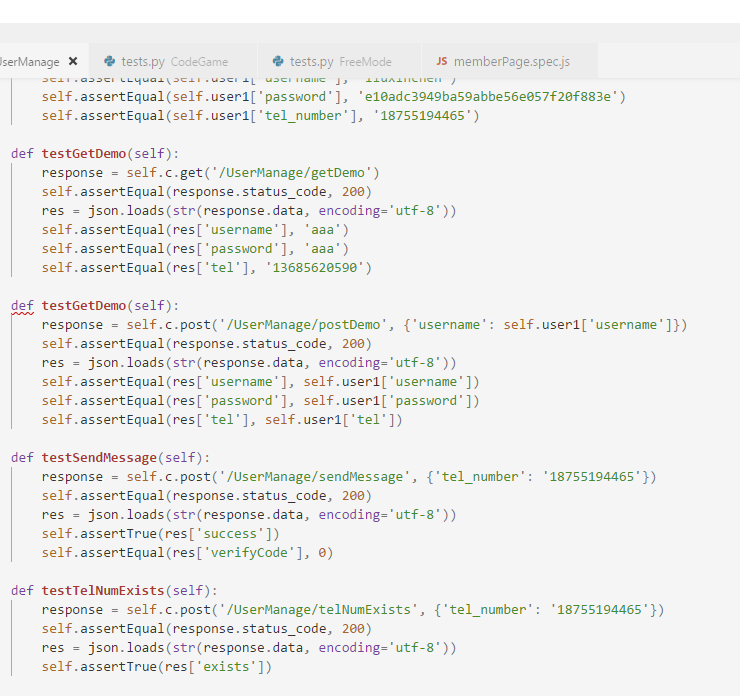 UserManage ×
tests.py CodeGame
tests.py FreeMode
JS memberPage.spec.js
self.assertEqual(self.user1['username'], 'liuxinchen')
self.assertEqual(self.user1['password'], 'e10adc3949ba59abbe56e057f20f883e')
self.assertEqual(self.user1['tel_number'], '18755194465')
def testGetDemo(self):
response = self.c.get('/UserManage/getDemo')
self.assertEqual(response.status_code, 200)
res = json.loads(str(response.data, encoding='utf-8'))
self.assertEqual(res['username'], 'aaa')
self.assertEqual(res['password'], 'aaa')
self.assertEqual(res['tel'], '13685620590')
def testGetDemo(self):
response = self.c.post('/UserManage/postDemo', {'username': self.user1['username']})
self.assertEqual(response.status_code, 200)
res = json.loads(str(response.data, encoding='utf-8'))
self.assertEqual(res['username'], self.user1['username'])
self.assertEqual(res['password'], self.user1['password'])
self.assertEqual(res['tel'], self.user1['tel'])
def testSendMessage(self):
response = self.c.post('/UserManage/sendMessage', {'tel_number': '18755194465'})
self.assertEqual(response.status_code, 200)
res = json.loads(str(response.data, encoding='utf-8'))
self.assertTrue(res['success'])
self.assertEqual(res['verifyCode'], 0)
def testTelNumExists(self):
response = self.c.post('/UserManage/telNumExists', {'tel_number': '18755194465'})
self.assertEqual(response.status_code, 200)
res = json.loads(str(response.data, encoding='utf-8'))
self.assertTrue(res['exists'])